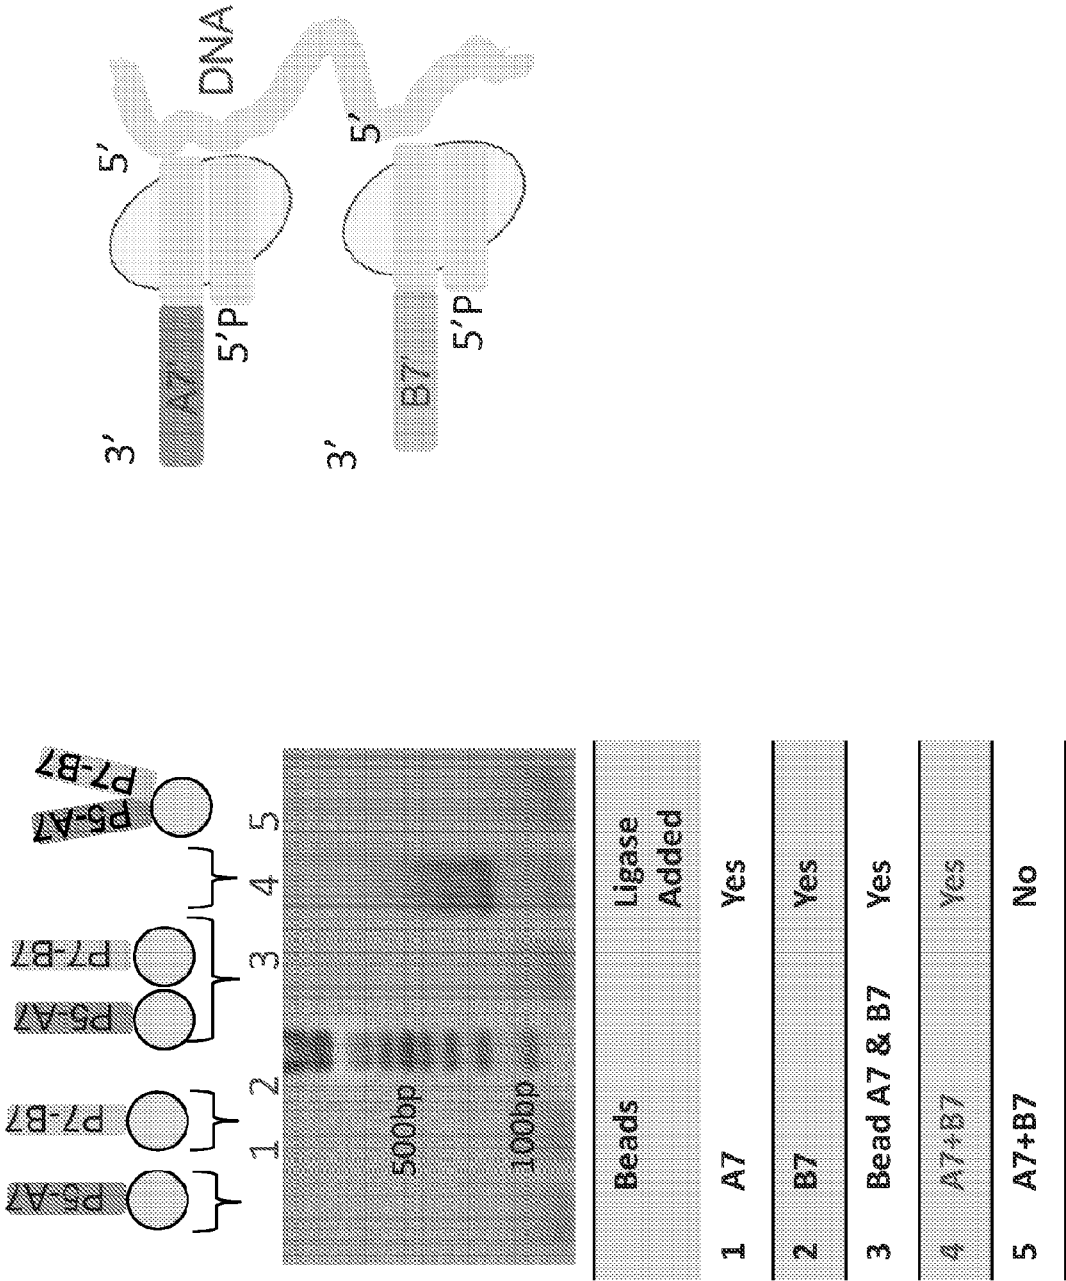 P5-A7
P7-B7
P5-A7
P7-B7
P5-A7
P7-B7
1
2
3
4
5
500bp
100bp
Beads
Ligase
Added
1 A7 Yes
2 B7 Yes
3 Bead A7 & B7 Yes
4 A7+B7 Yes
5 A7+B7 No
3'
5'
A7'
5'P
DNA
3'
5'
B7'
5'P